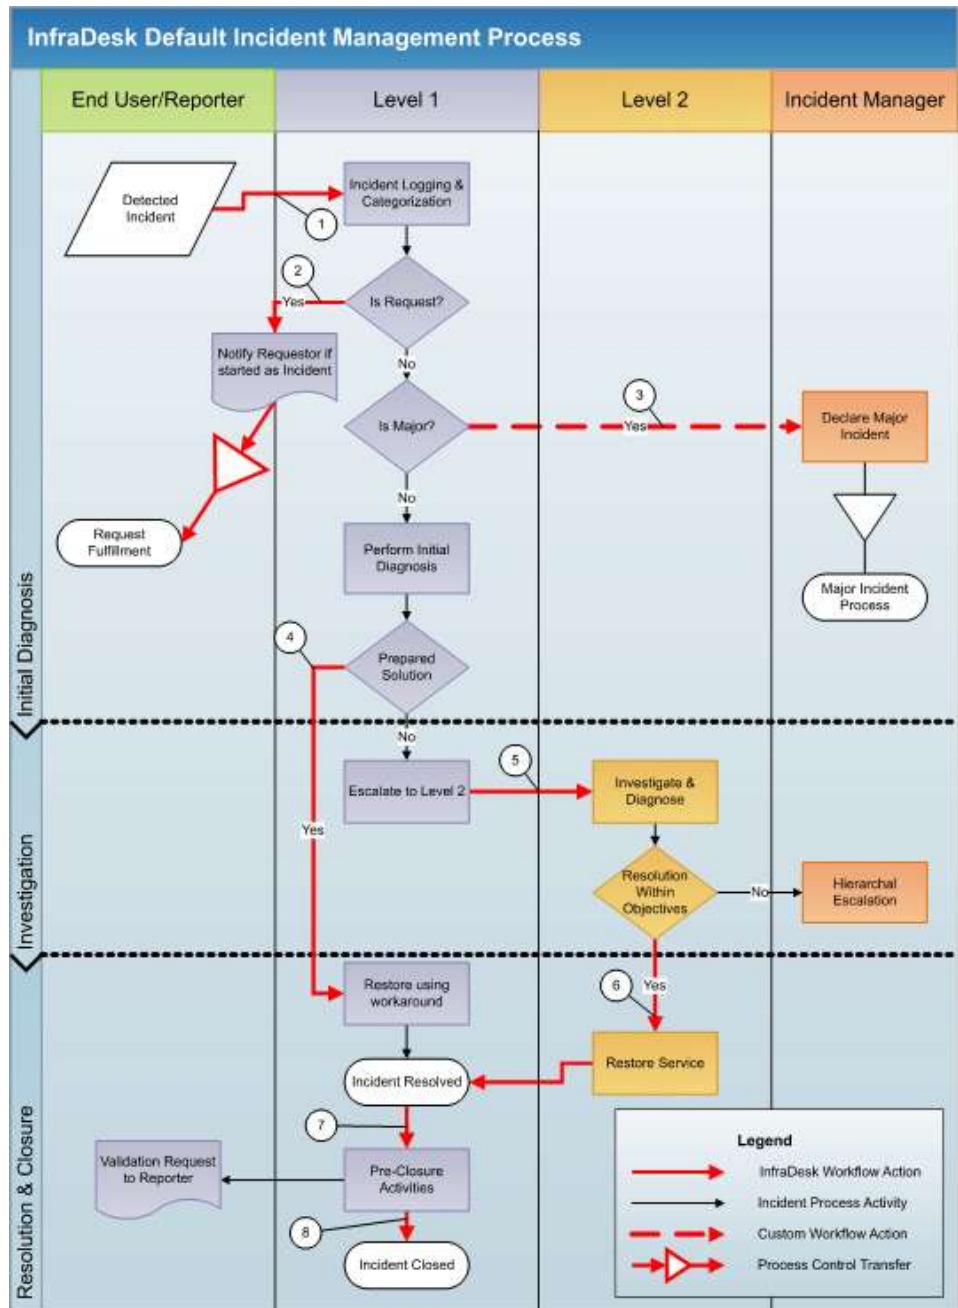 InfraDesk Default Incident Management Process
End User/Reporter
Level 1
Level 2
Incident Manager
Initial Diagnosis
Detected
Incident
1
Incident Logging &
Categorization
2
Yes
Is Request?
Notify Requestor if
started as Incident
No
3
Is Major?
Yes
Declare Major
Incident
No
Request
Fulfillment
Perform Initial
Diagnosis
Major Incident
Process
4
Prepared
Solution
No
Investigation
5
Escalate to Level 2
Investigate &
Diagnose
Yes
Resolution
Within
Objectives
No
Hierarchal
Escalation
Resolution & Closure
Restore using
workaround
6
Yes
Restore Service
Incident Resolved
7
Validation Request
to Reporter
Pre-Closure
Activities
8
Incident Closed
Legend
InfraDesk Workflow Action
Incident Process Activity
Custom Workflow Action
Process Control Transfer